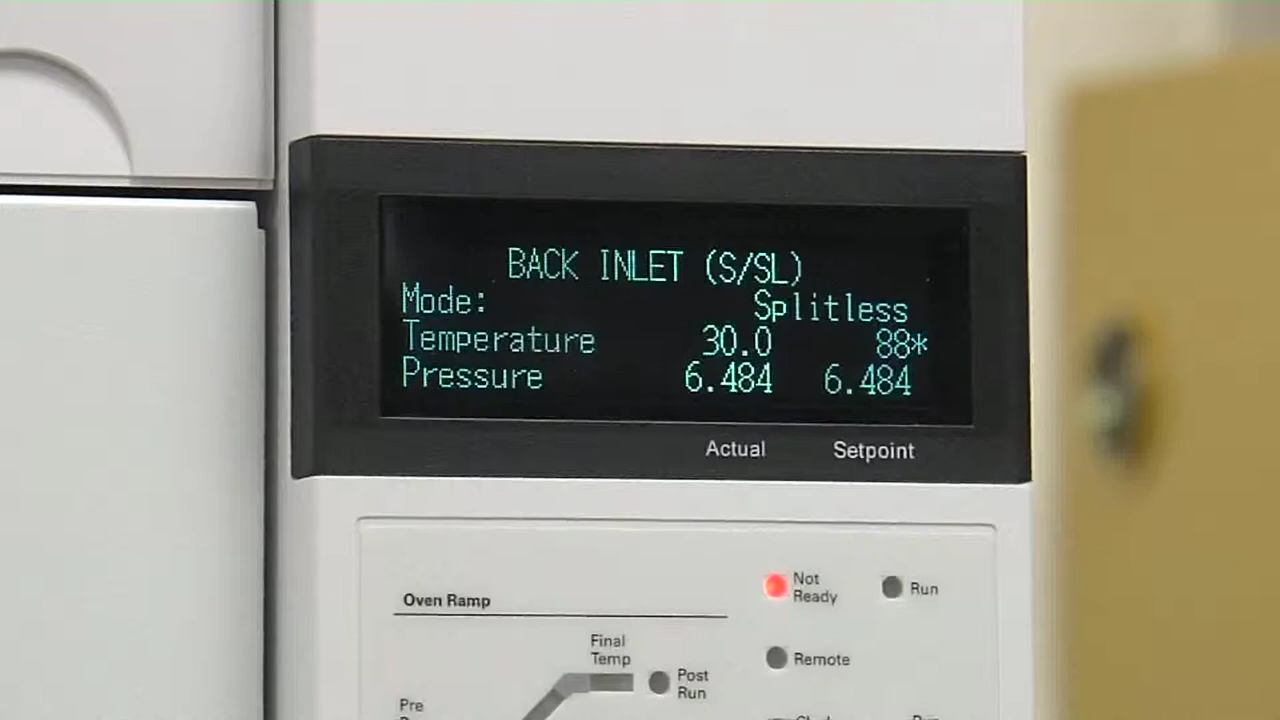 BACK INLET (S/SL)
Mode: Splitless
Temperature 30.0 88*
Pressure 6.484 6.484
Actual Setpoint
Not Ready
Run
Oven Ramp
Final Temp
Remote
Post Run
Pre